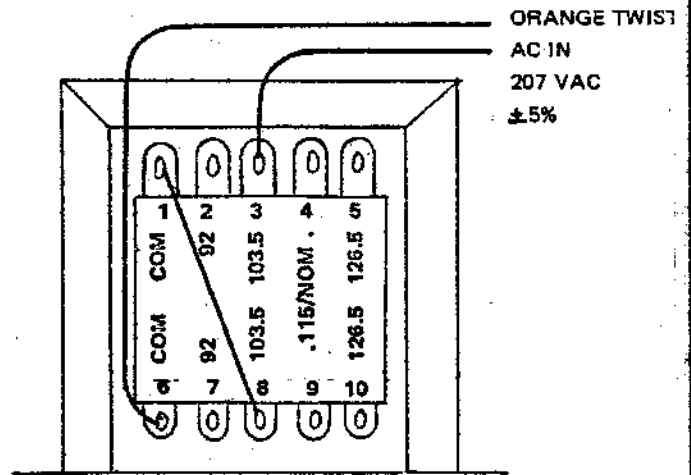 ORANGE TWIST
AC IN
207 VAC
±5%
1 2 3 4 5
COM 92 103.5 .115/NOM . 126.5
COM 92 103.5 126.5
6 7 8 9 10